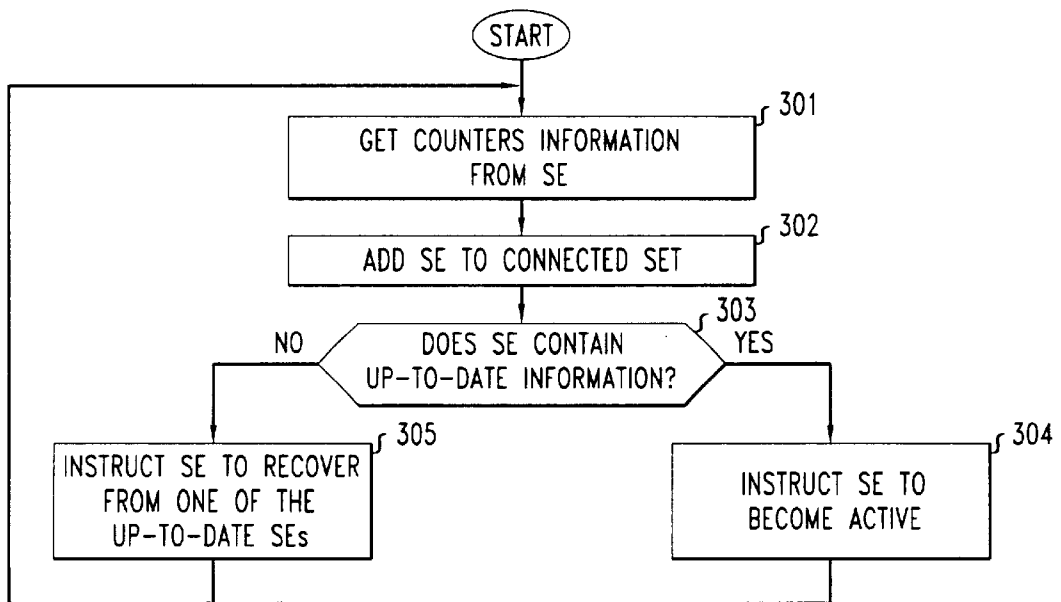 START
301
GET COUNTERS INFORMATION
FROM SE
302
ADD SE TO CONNECTED SET
303
NO
DOES SE CONTAIN
UP-TO-DATE INFORMATION?
YES
305
INSTRUCT SE TO RECOVER
FROM ONE OF THE
UP-TO-DATE SEs
304
INSTRUCT SE TO
BECOME ACTIVE